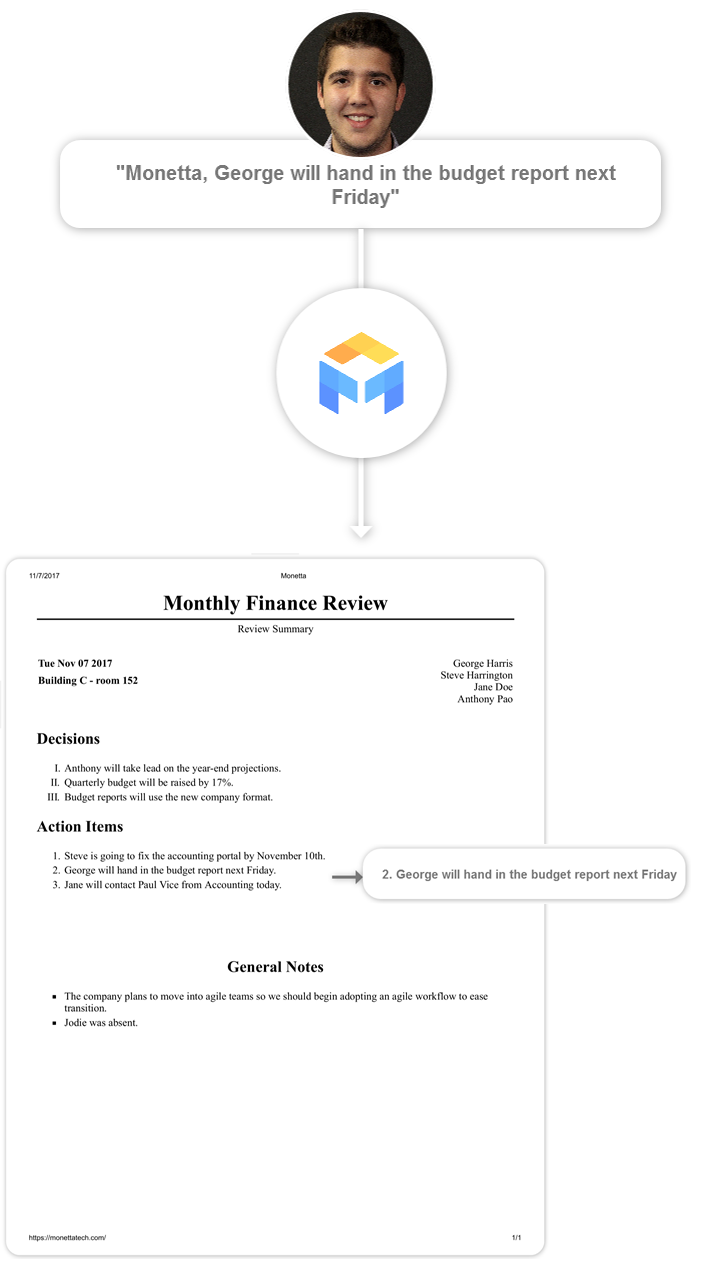 "Monetta, George will hand in the budget report next
Friday"
11/7/2017 Monetta
Monthly Finance Review
Review Summary
Tue Nov 07 2017
Building C - room 152
George Harris
Steve Harrington
Jane Doe
Anthony Pao
Decisions
I. Anthony will take lead on the year-end projections.
II. Quarterly budget will be raised by 17%.
III. Budget reports will use the new company format.
Action Items
1. Steve is going to fix the accounting portal by November 10th.
2. George will hand in the budget report next Friday.
3. Jane will contact Paul Vice from Accounting today.
2. George will hand in the budget report next Friday
General Notes
▪ The company plans to move into agile teams so we should begin adopting an agile workflow to ease
transition.
▪ Jodie was absent.
https://monettatech.com/ 1/1